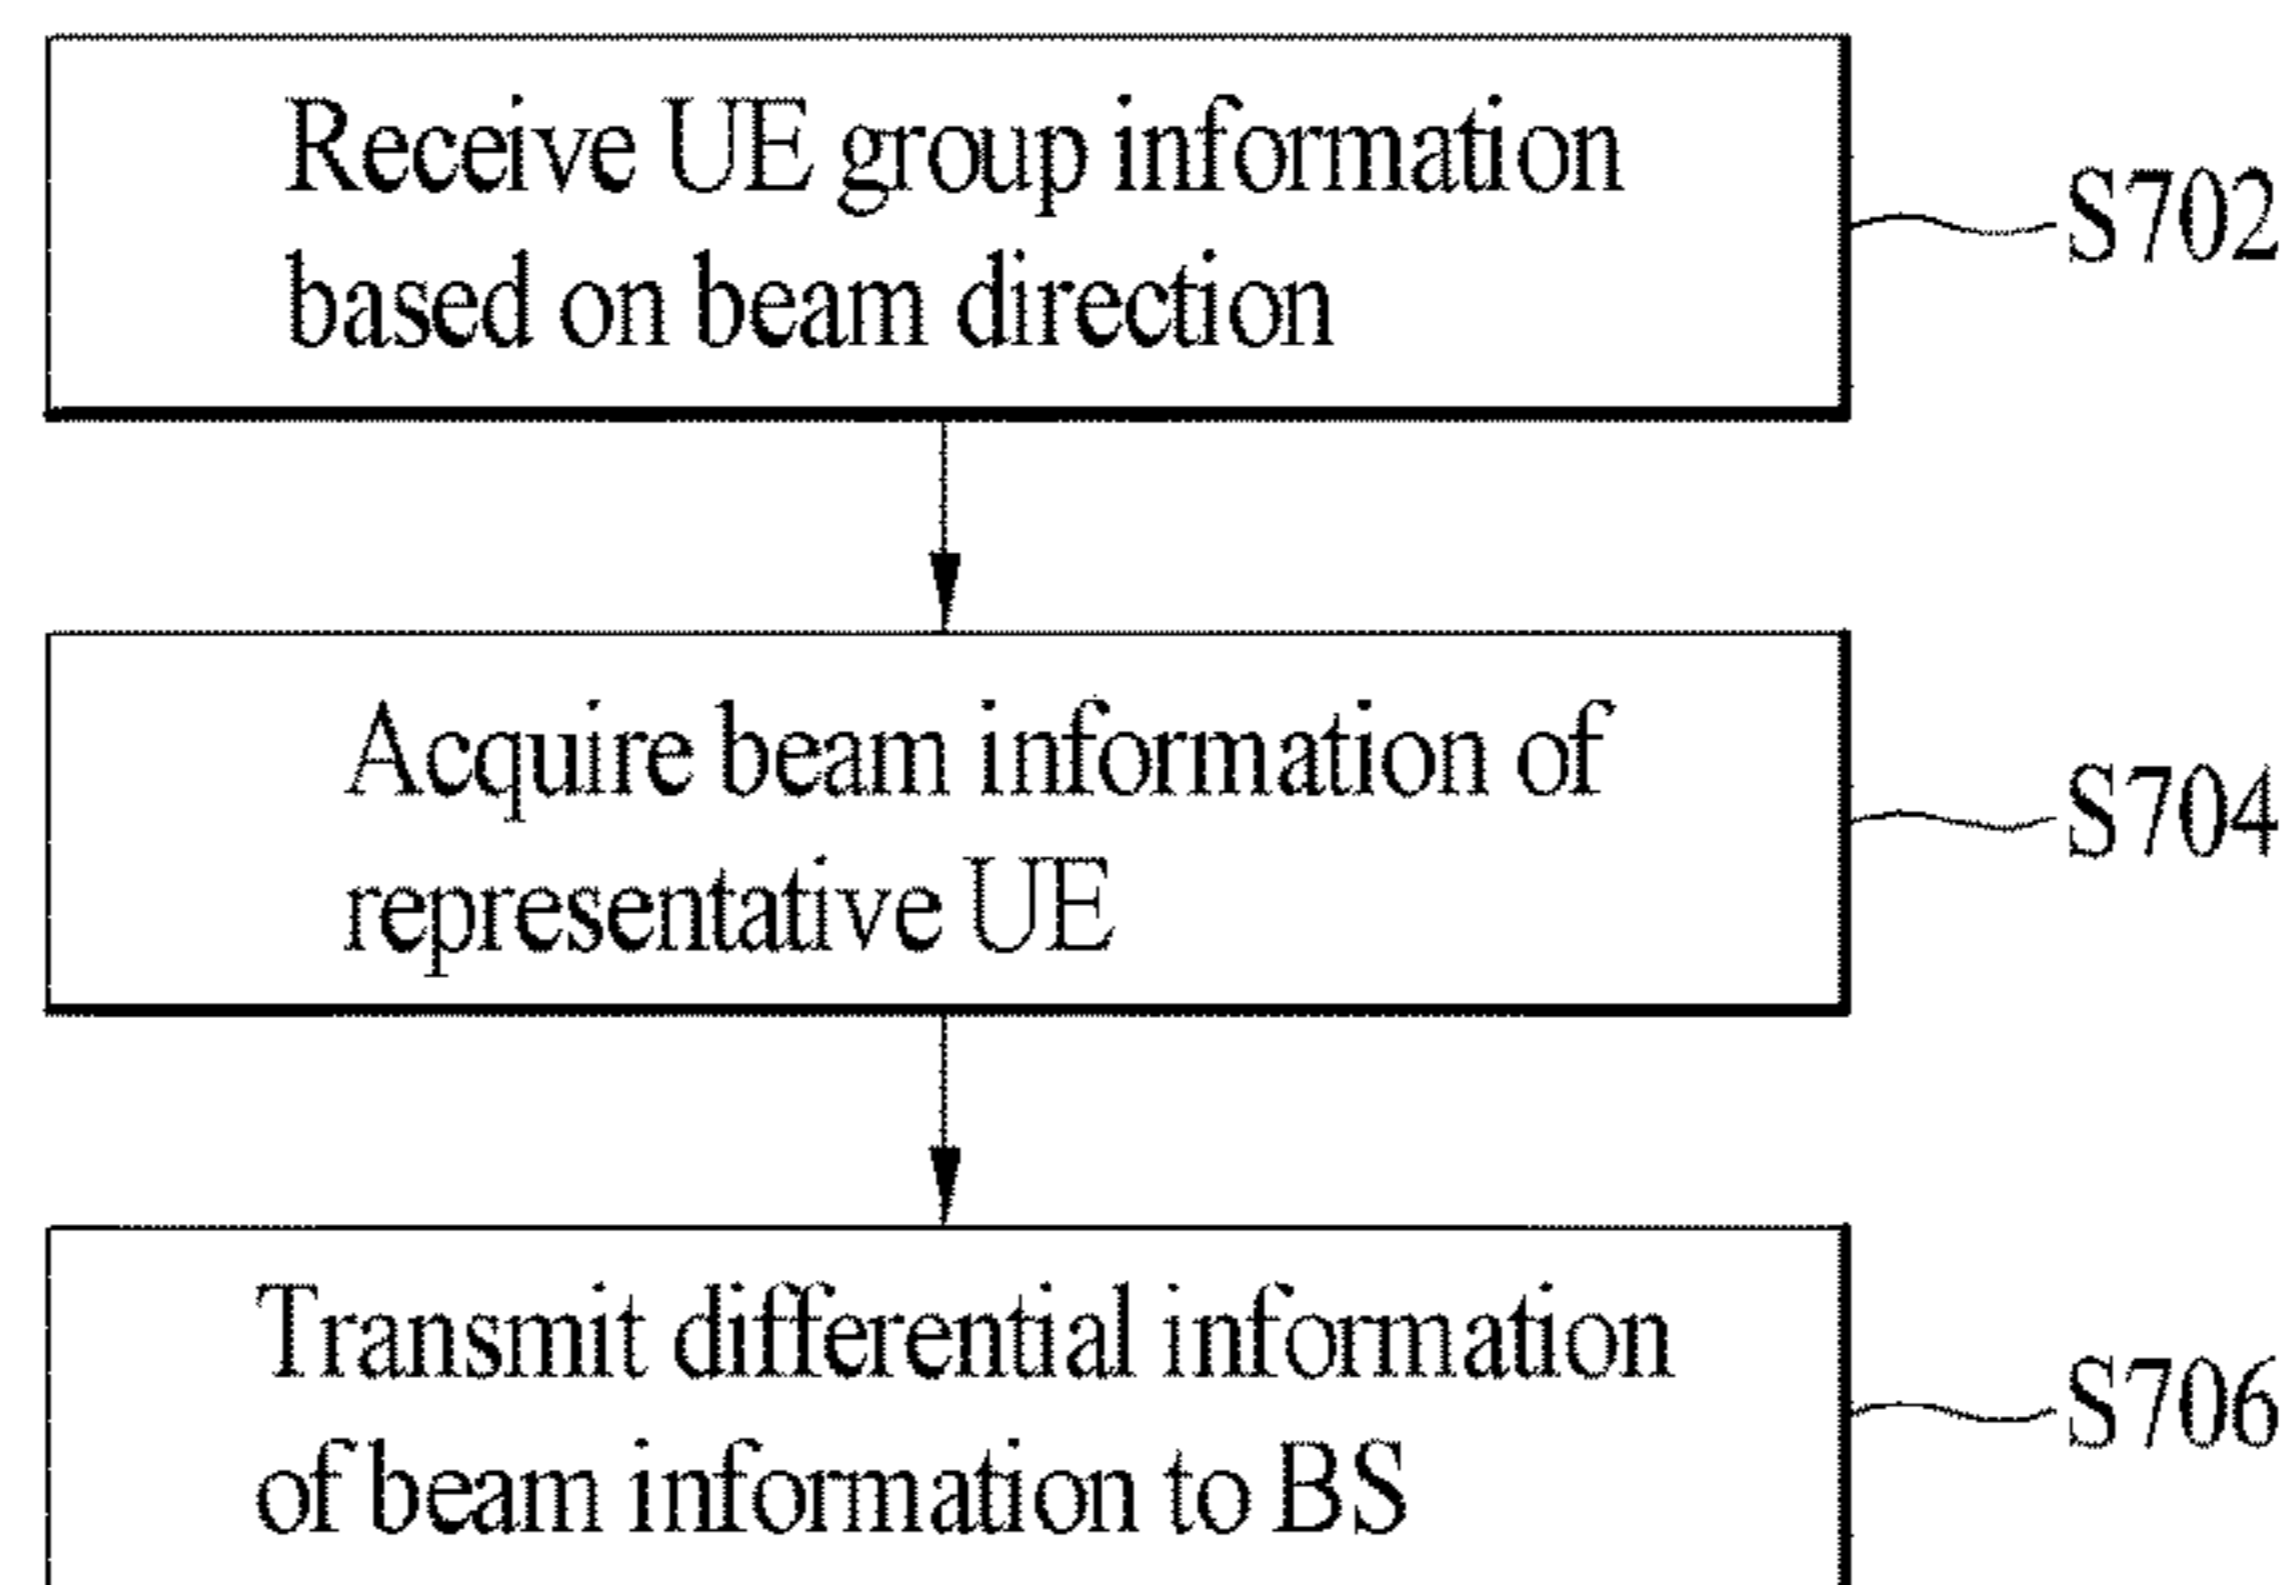 Receive UE group information
based on beam direction
S702
Acquire beam information of
representative UE
S704
Transmit differential information
of beam information to BS
S706